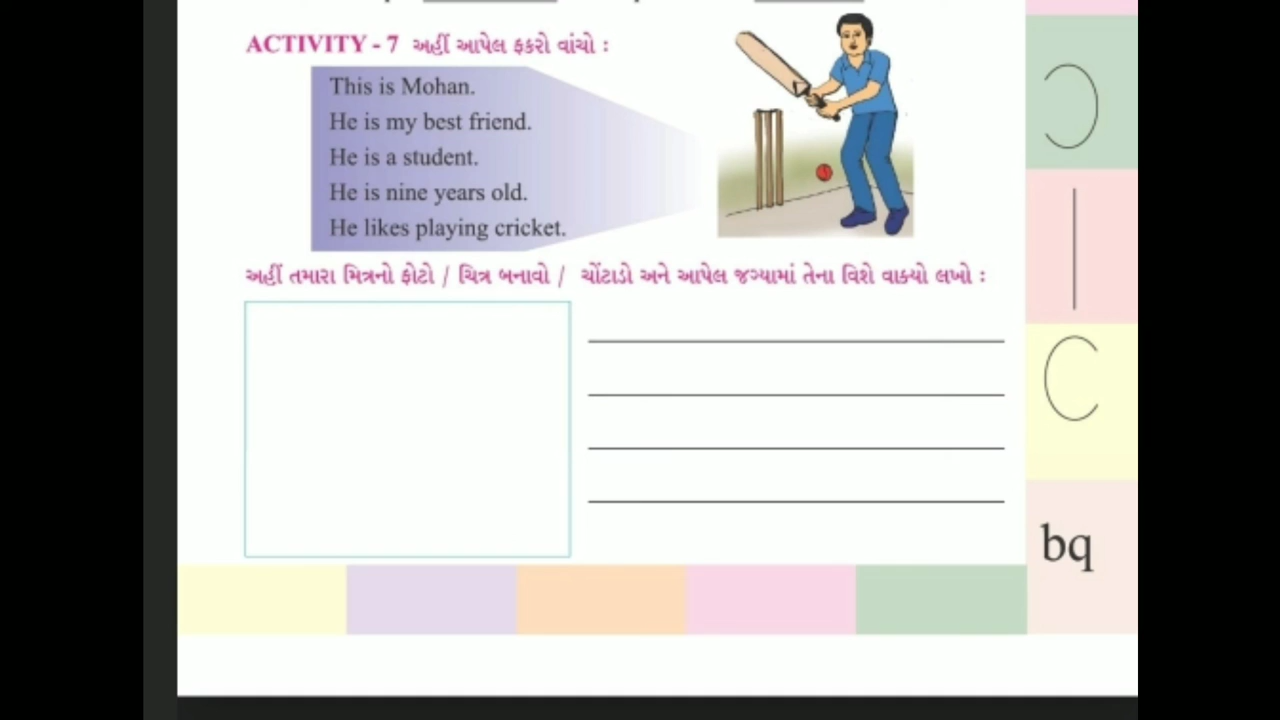 ACTIVITY - 7 અહીં આપેલ ફકરો વાંચો :
This is Mohan.
He is my best friend.
He is a student.
He is nine years old.
He likes playing cricket.
અહીં તમારા મિત્રનો ફોટો / ચિત્ર બનાવો / ચોંટાડો અને આપેલ જગ્યામાં તેના વિશે વાક્યો લખો :
bq